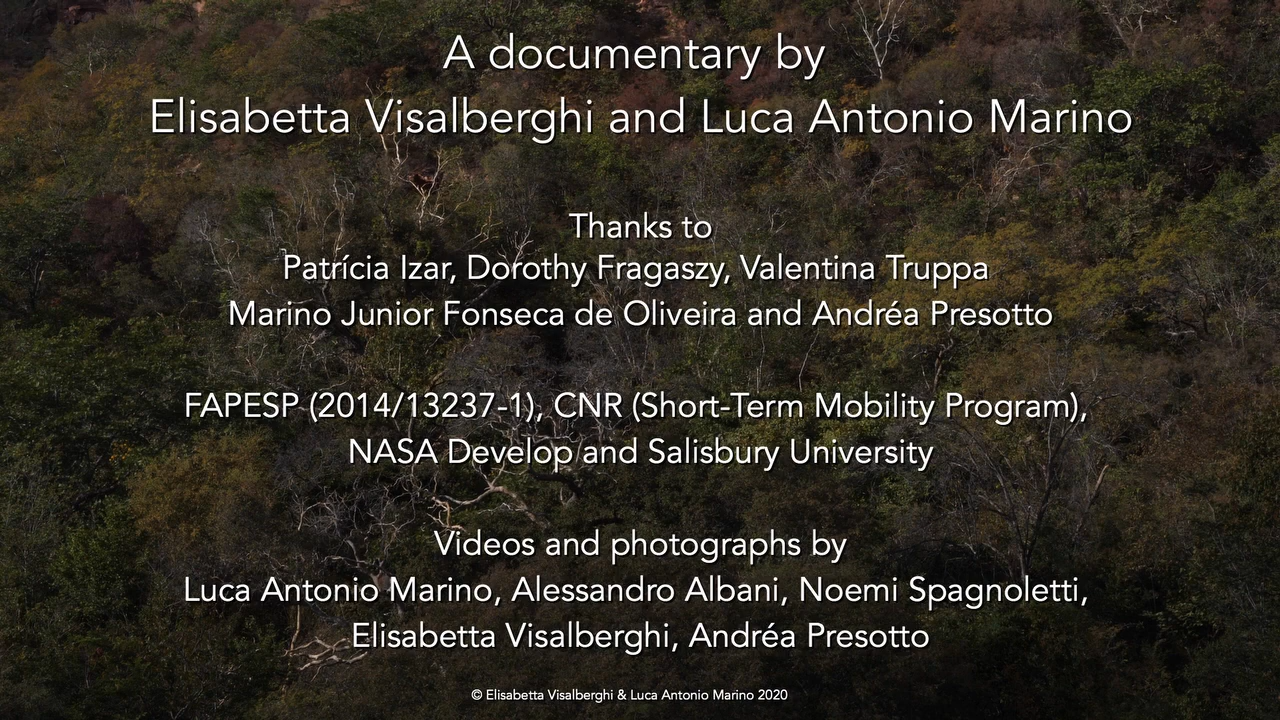 A documentary by
Elisabetta Visalberghi and Luca Antonio Marino
Thanks to
Patrícia Izar, Dorothy Fragaszy, Valentina Truppa
Marino Junior Fonseca de Oliveira and Andréa Presotto
FAPESP (2014/13237-1), CNR (Short-Term Mobility Program),
NASA Develop and Salisbury University
Videos and photographs by
Luca Antonio Marino, Alessandro Albani, Noemi Spagnoletti,
Elisabetta Visalberghi, Andréa Presotto
© Elisabetta Visalberghi & Luca Antonio Marino 2020